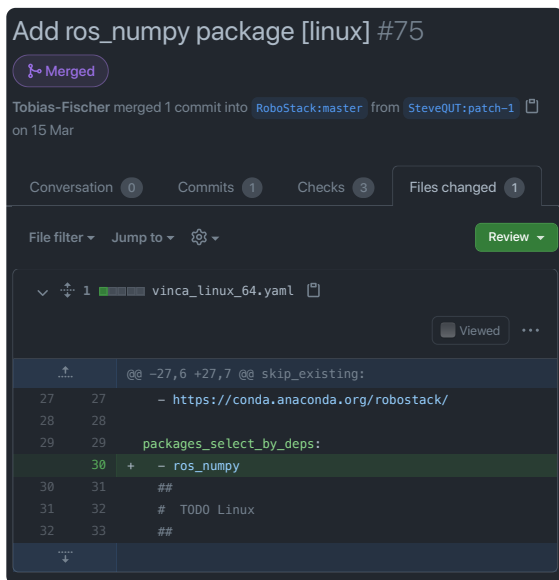 Add ros_numpy package [linux] #75
Merged
Tobias-Fischer merged 1 commit into RoboStack:master from SteveQUT:patch-1
on 15 Mar
Conversation 0 Commits 1 Checks 3 Files changed 1
File filter Jump to Review
1 vinca_linux_64.yaml
Viewed
@@ -27,6 +27,7 @@ skip_existing:
27 27 - https://conda.anaconda.org/robostack/
28 28
29 29 packages_select_by_deps:
30 + - ros_numpy
30 31 ##
31 32 # TODO Linux
32 33 ##